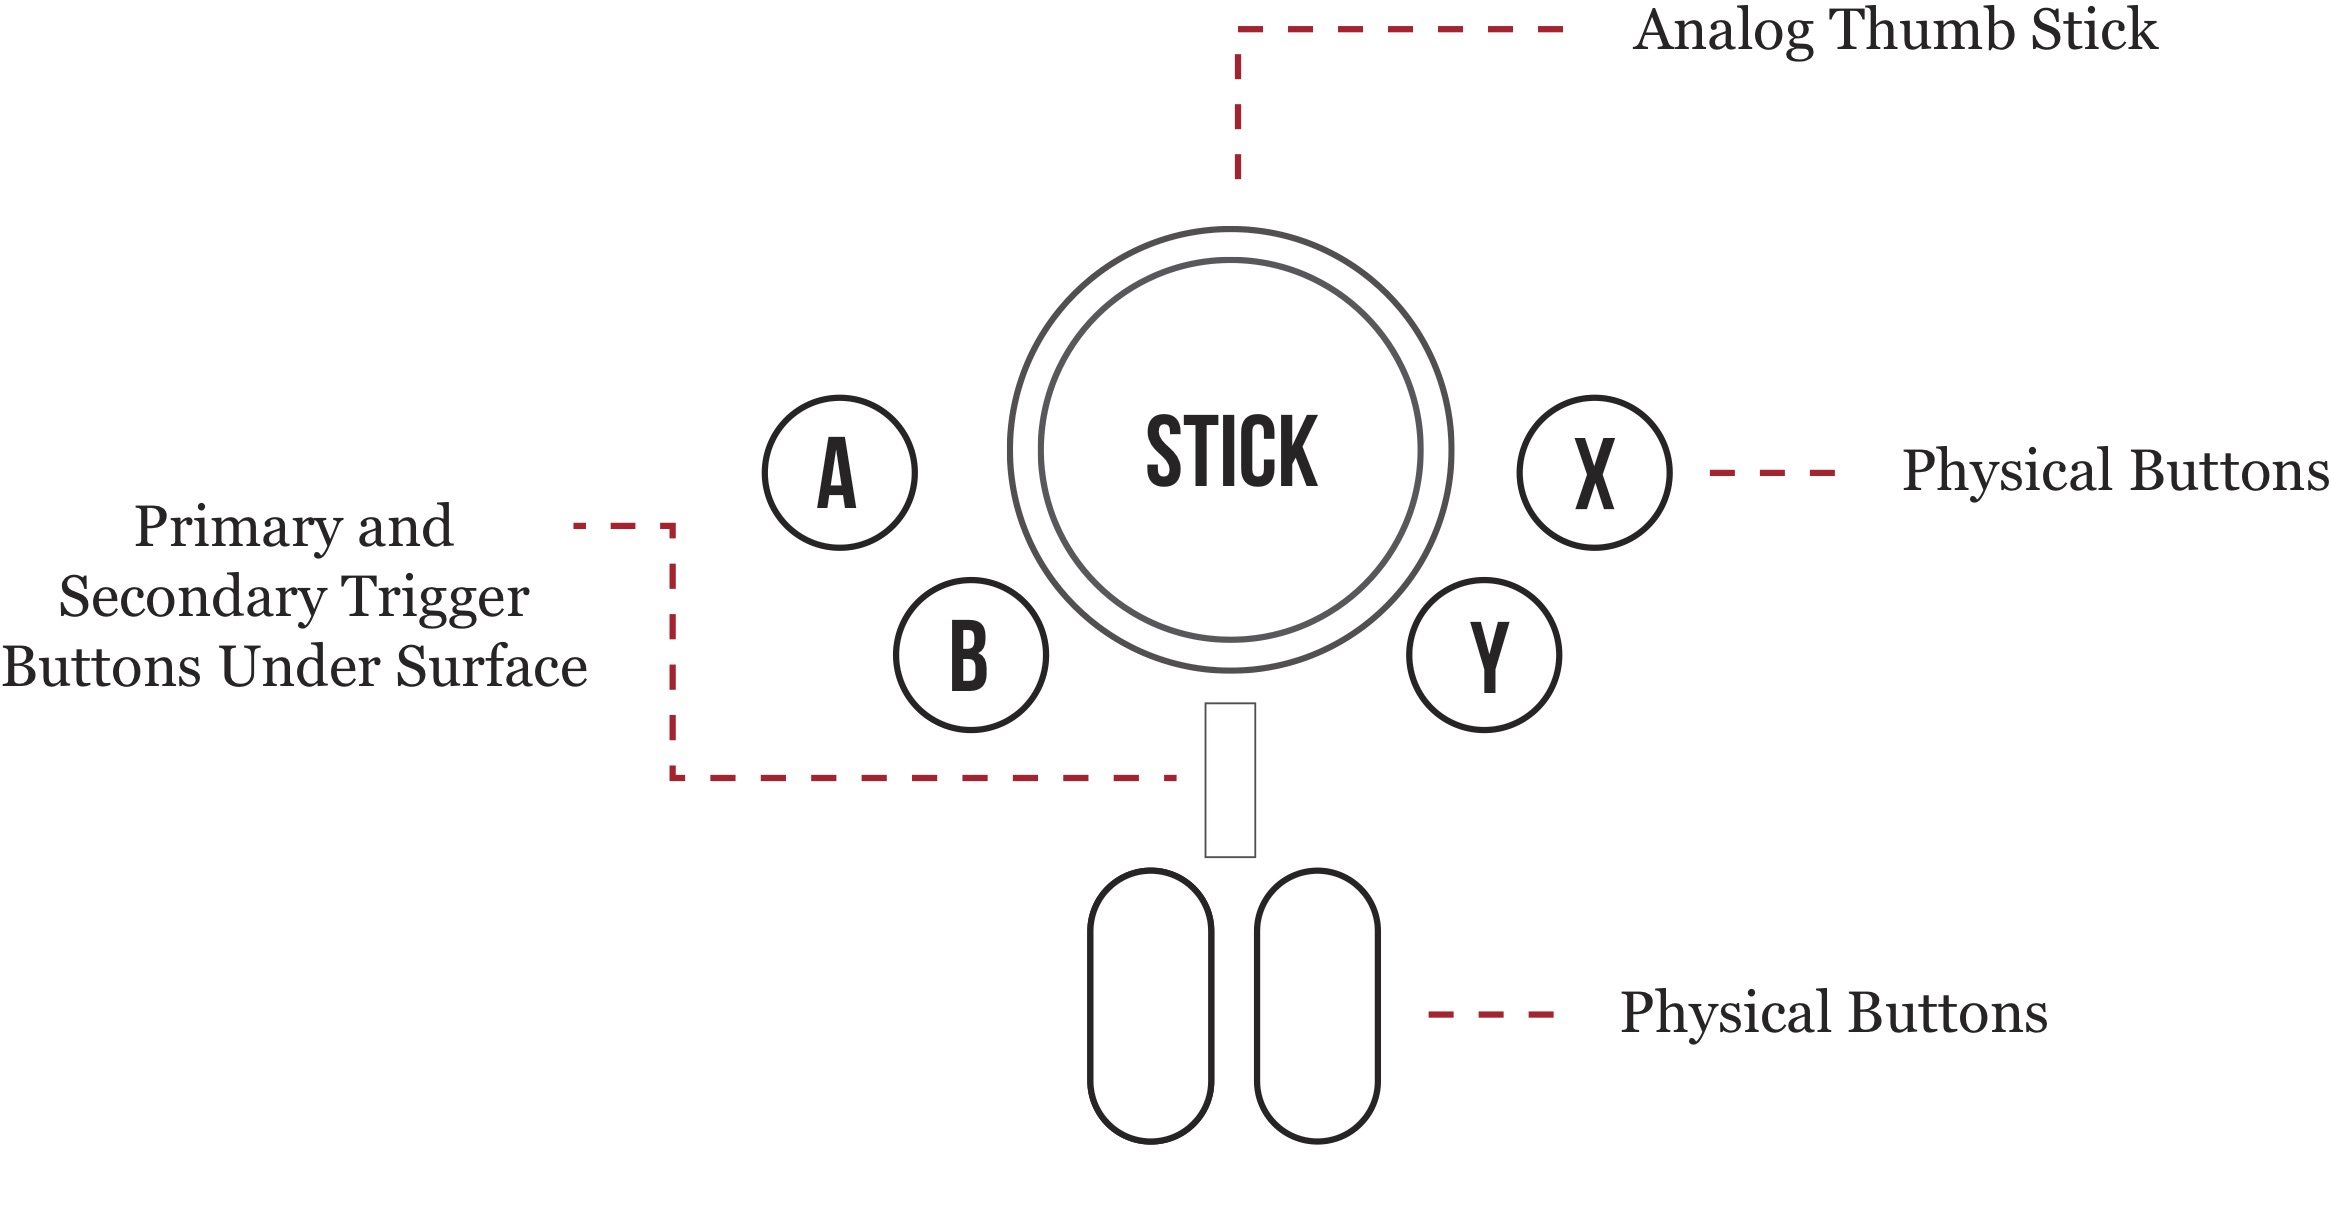 Analog Thumb Stick
STICK
A
X
Physical Buttons
Primary and
Secondary Trigger
Buttons Under Surface
B
Y
Physical Buttons